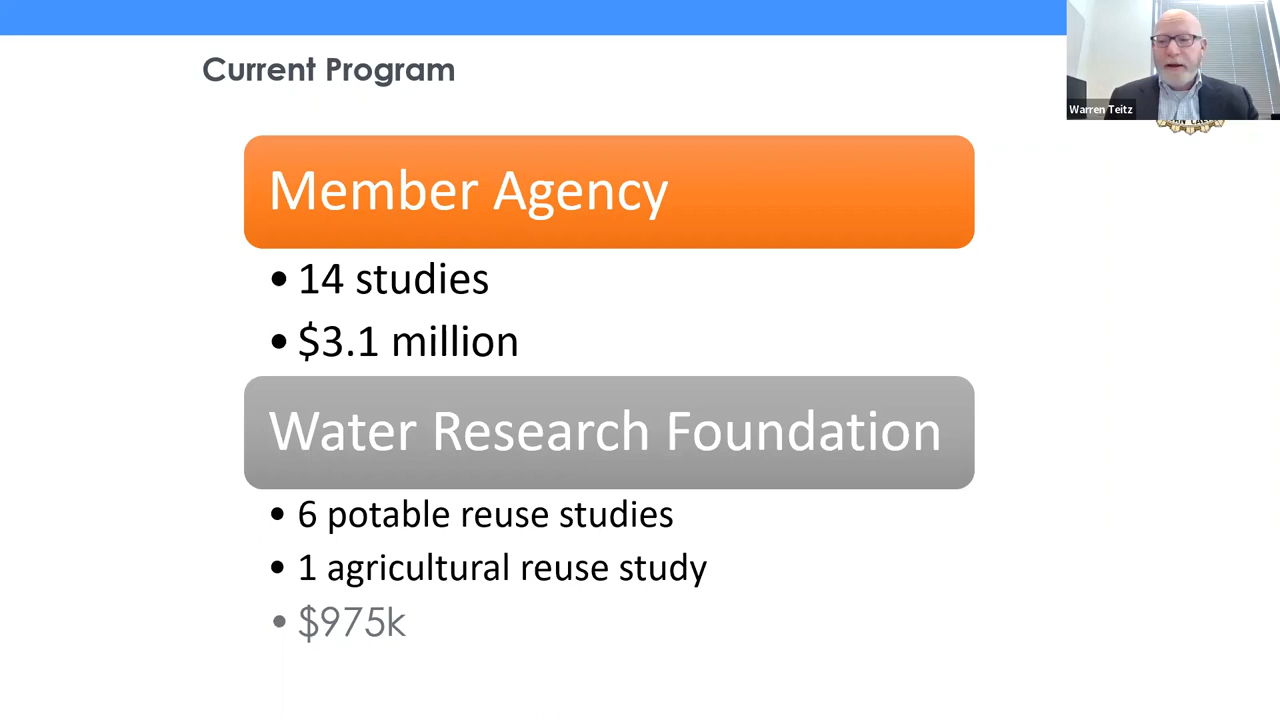 Current Program
Warren Teitz
Member Agency
• 14 studies
• $3.1 million
Water Research Foundation
• 6 potable reuse studies
• 1 agricultural reuse study
• $975k